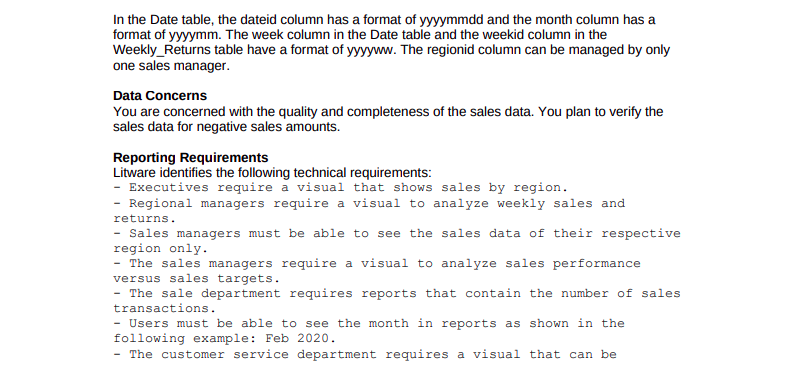 In the Date table, the dateid column has a format of yyyymmdd and the month column has a
format of yyyymm. The week column in the Date table and the weekid column in the
Weekly_Returns table have a format of yyyyww. The regionid column can be managed by only
one sales manager.
Data Concerns
You are concerned with the quality and completeness of the sales data. You plan to verify the
sales data for negative sales amounts.
Reporting Requirements
Litware identifies the following technical requirements:
- Executives require a visual that shows sales by region.
- Regional managers require a visual to analyze weekly sales and
returns.
- Sales managers must be able to see the sales data of their respective
region only.
- The sales managers require a visual to analyze sales performance
versus sales targets.
- The sale department requires reports that contain the number of sales
transactions.
- Users must be able to see the month in reports as shown in the
following example: Feb 2020.
- The customer service department requires a visual that can be